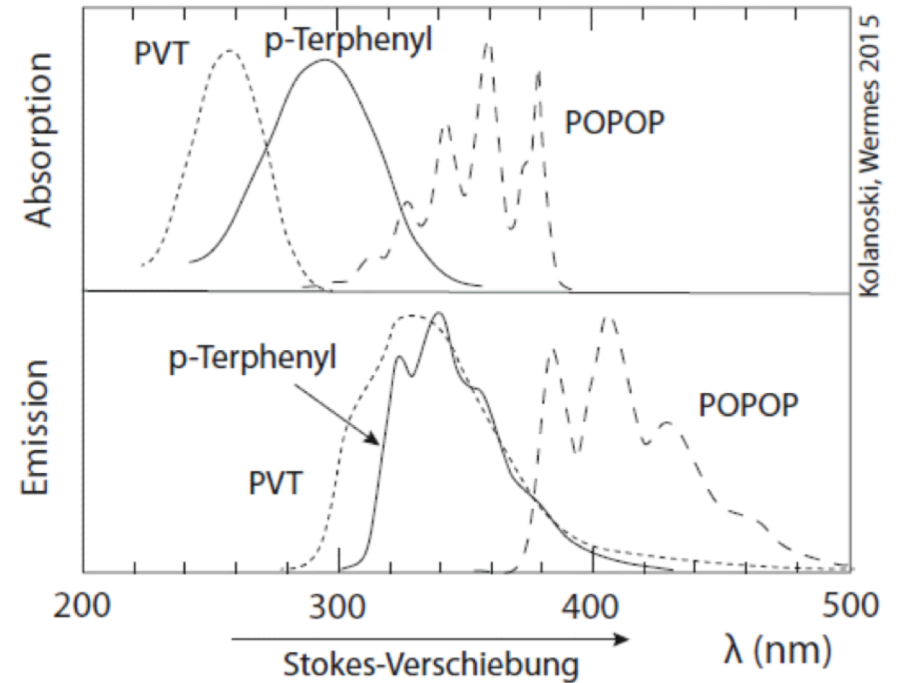 PVT
p-Terphenyl
POPOP
Absorption
Kolanoski, Wermes 2015
p-Terphenyl
PVT
POPOP
Emission
200 300 400 500
λ (nm)
Stokes-Verschiebung